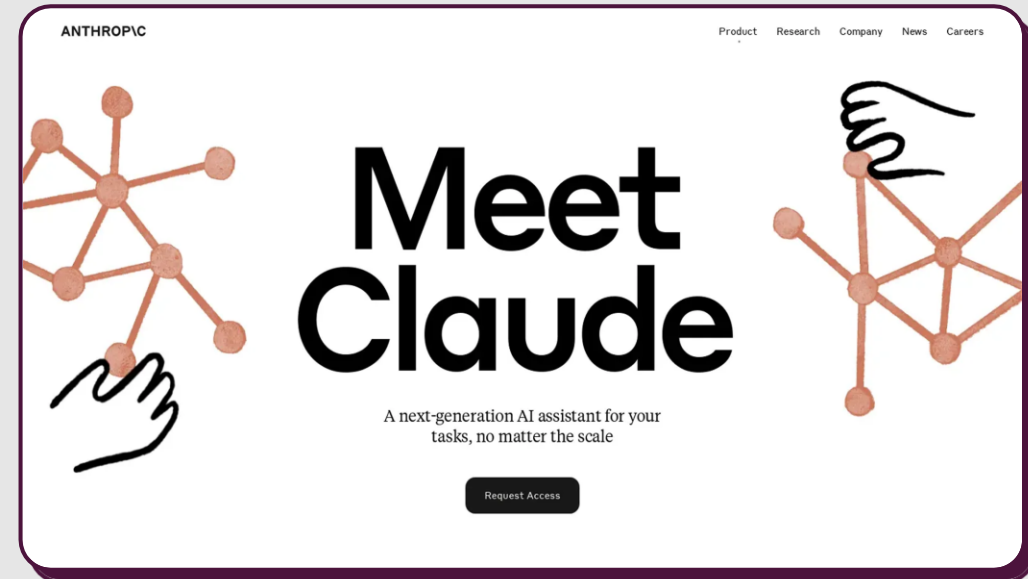 ANTHROP\C
Product Research Company News Careers
Meet
Claude
A next-generation AI assistant for your
tasks, no matter the scale
Request Access